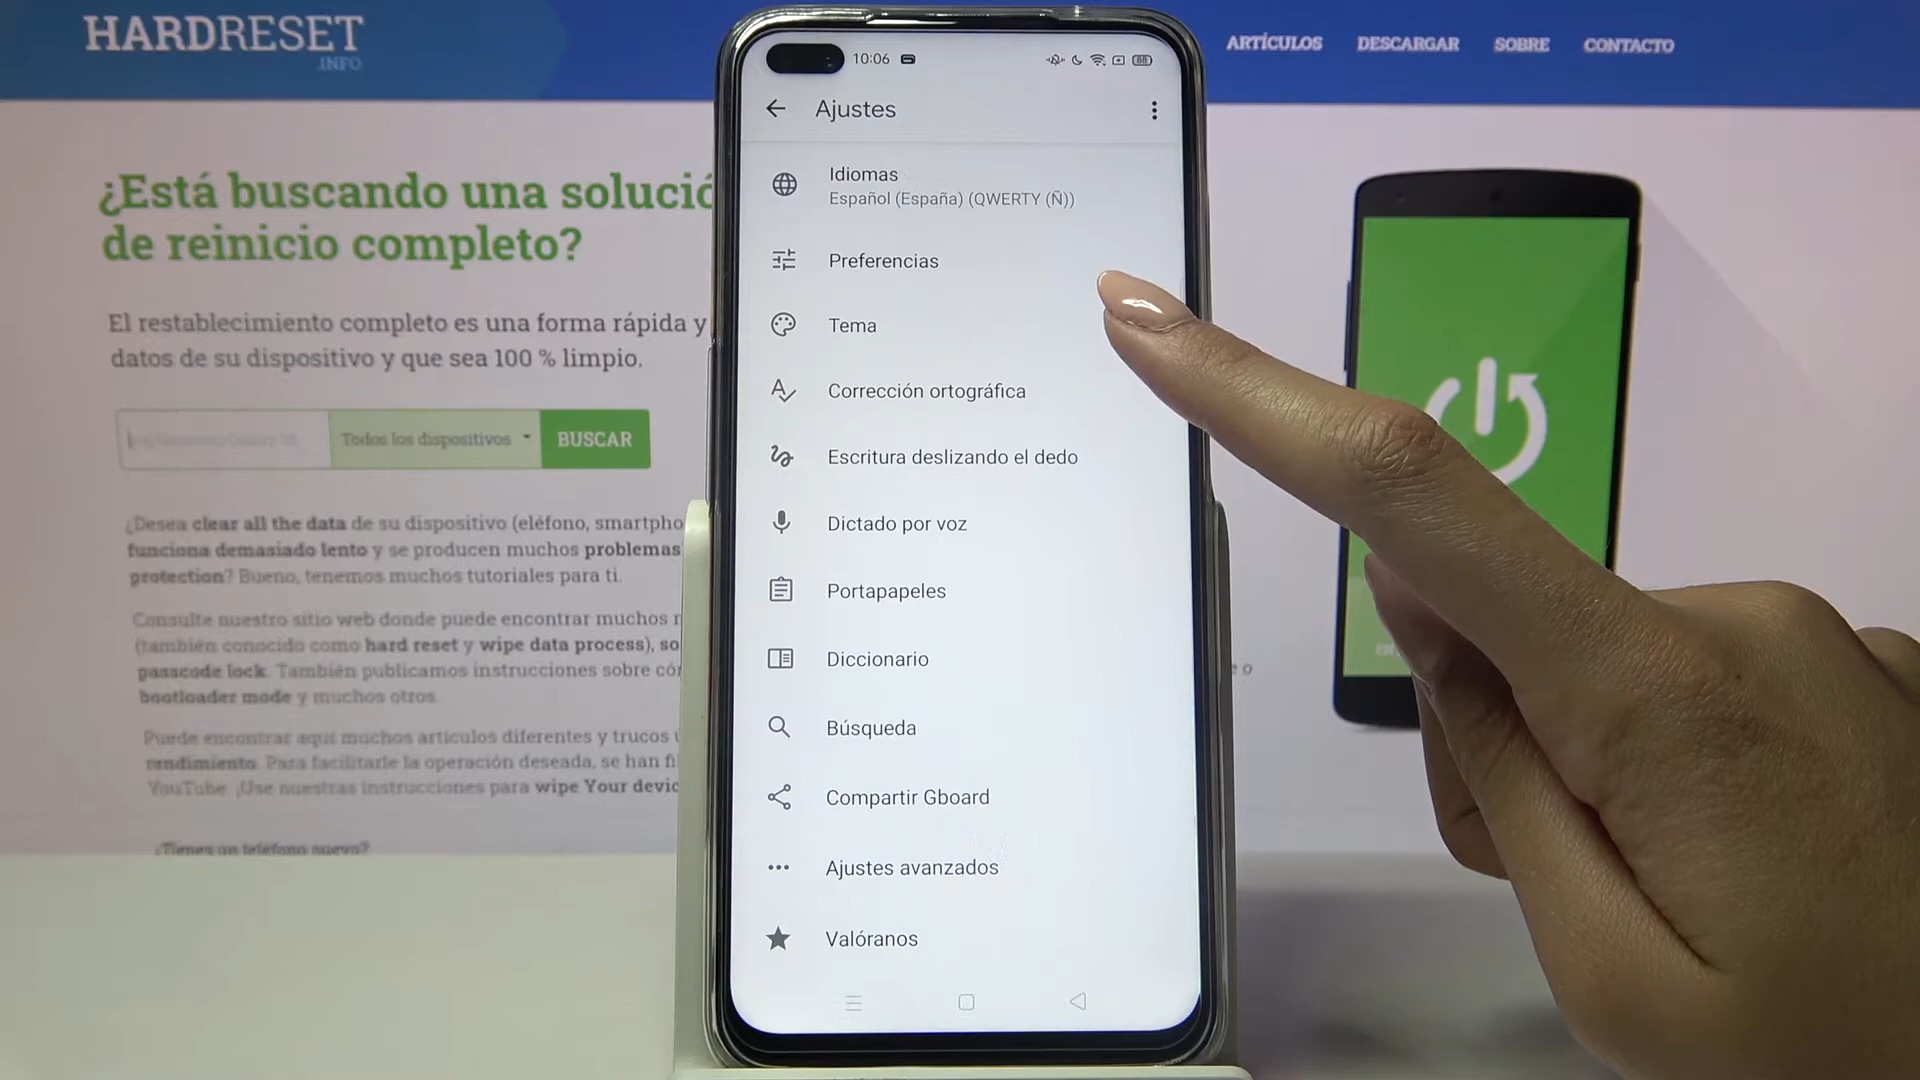 HARDRESET
.INFO
ARTÍCULOS DESCARGAR SOBRE CONTACTO
¿Está buscando una solució
de reinicio completo?
El restablecimiento completo es una forma rápida y
datos de su dispositivo y que sea 100 % limpio.
Todos los dispositivos BUSCAR
¿Desea clear all the data de su dispositivo (eléfono, smartpho
funciona demasiado lento y se producen muchos problemas
protection? Bueno, tenemos muchos tutoriales para ti.
Consulte nuestro sitio web donde puede encontrar muchos
(también conocido como hard reset y wipe data process), so
passcode lock. También publicamos instrucciones sobre có
bootloader mode y muchos otros.
Puede encontrar aquí muchos artículos diferentes y trucos
rendimiento. Para facilitarle la operación deseada, se han fi
YouTube. ¡Use nuestras instrucciones para wipe Your devic
¿Tienes un teléfono nuevo?
10:06
88
Ajustes
Idiomas
Español (España) (QWERTY (Ñ))
Preferencias
Tema
Corrección ortográfica
Escritura deslizando el dedo
Dictado por voz
Portapapeles
Diccionario
Búsqueda
Compartir Gboard
Ajustes avanzados
Valóranos